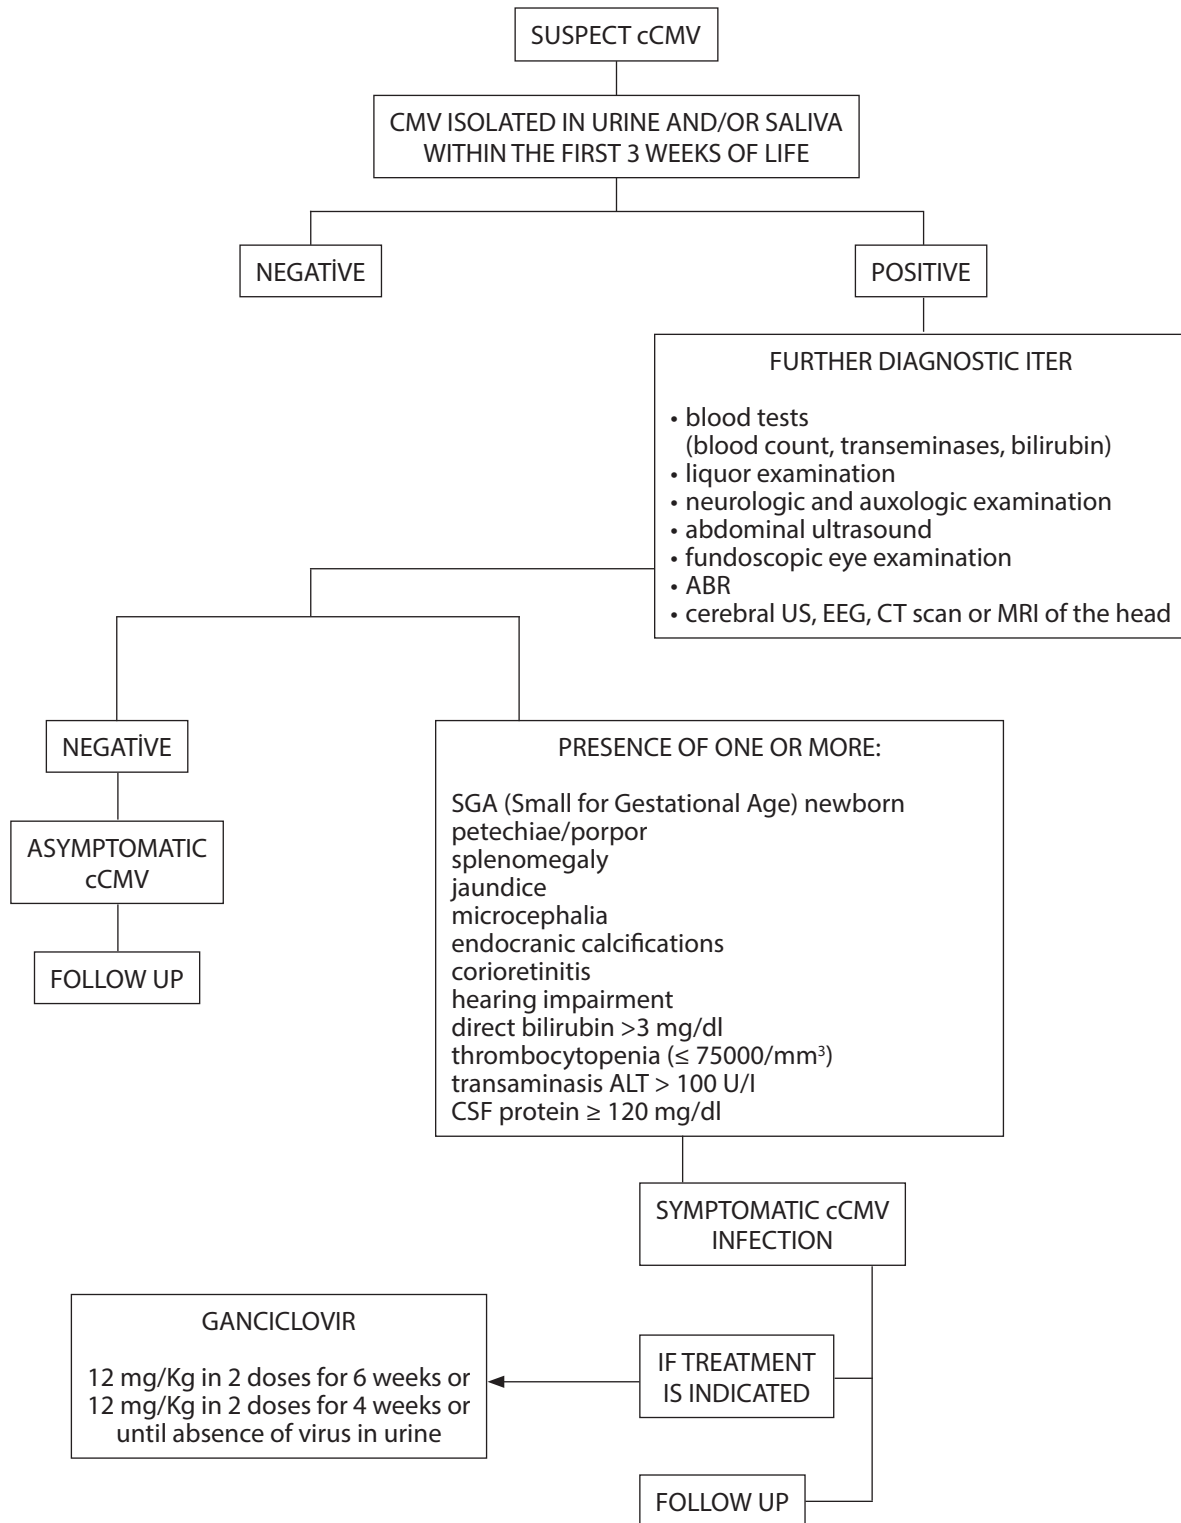 SUSPECT cCMV
CMV ISOLATED IN URINE AND/OR SALIVA
WITHIN THE FIRST 3 WEEKS OF LIFE
NEGATİVE
POSITIVE
FURTHER DIAGNOSTIC ITER
• blood tests
(blood count, transeminases, bilirubin)
• liquor examination
• neurologic and auxologic examination
• abdominal ultrasound
• fundoscopic eye examination
• ABR
• cerebral US, EEG, CT scan or MRI of the head
NEGATİVE
ASYMPTOMATIC
cCMV
FOLLOW UP
PRESENCE OF ONE OR MORE:
SGA (Small for Gestational Age) newborn
petechiae/porpor
splenomegaly
jaundice
microcephalia
endocranic calcifications
corioretinitis
hearing impairment
direct bilirubin >3 mg/dl
thrombocytopenia (≤ 75000/mm³)
transaminasis ALT > 100 U/l
CSF protein ≥ 120 mg/dl
SYMPTOMATIC cCMV
INFECTION
IF TREATMENT
IS INDICATED
GANCICLOVIR
12 mg/Kg in 2 doses for 6 weeks or
12 mg/Kg in 2 doses for 4 weeks or
until absence of virus in urine
FOLLOW UP